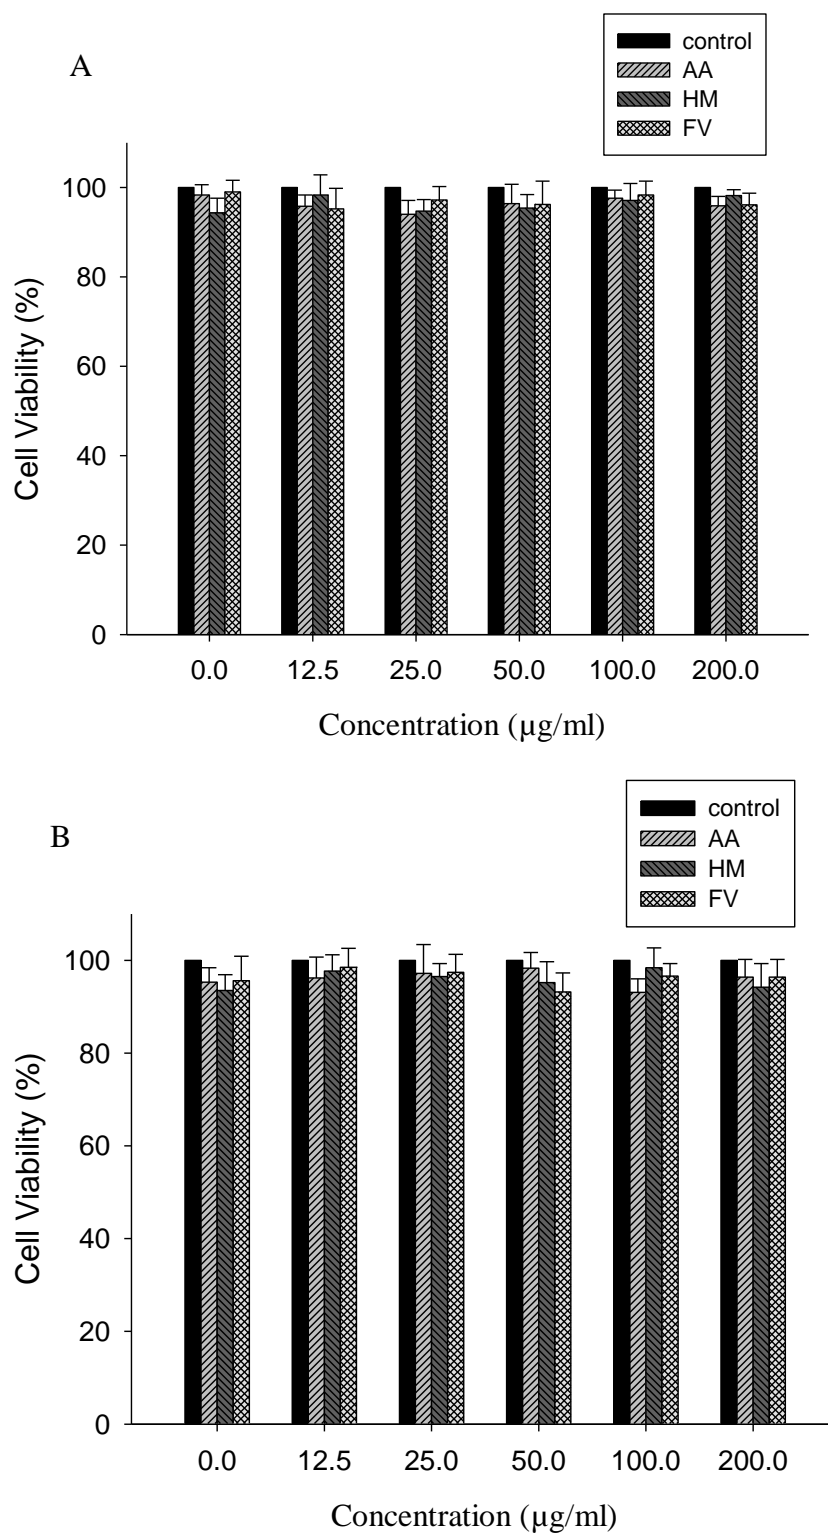 A
control
AA
HM
FV
100
80
60
40
20
0
Cell Viability (%)
0.0 12.5 25.0 50.0 100.0 200.0
Concentration (µg/ml)
B
control
AA
HM
FV
100
80
60
40
20
0
Cell Viability (%)
0.0 12.5 25.0 50.0 100.0 200.0
Concentration (µg/ml)